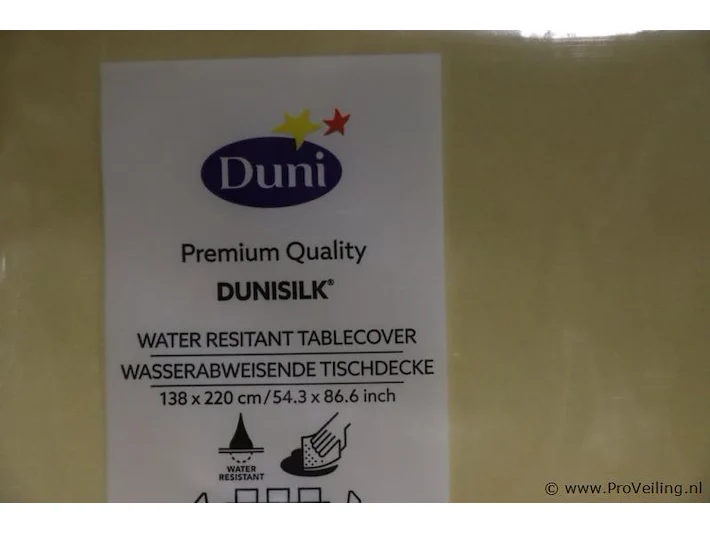 Duni
Premium Quality
DUNISILK®
WATER RESITANT TABLECOVER
WASSERABWEISENDE TISCHDECKE
138 x 220 cm/54.3 x 86.6 inch
WATER
RESISTANT
© www.ProVeiling.nl